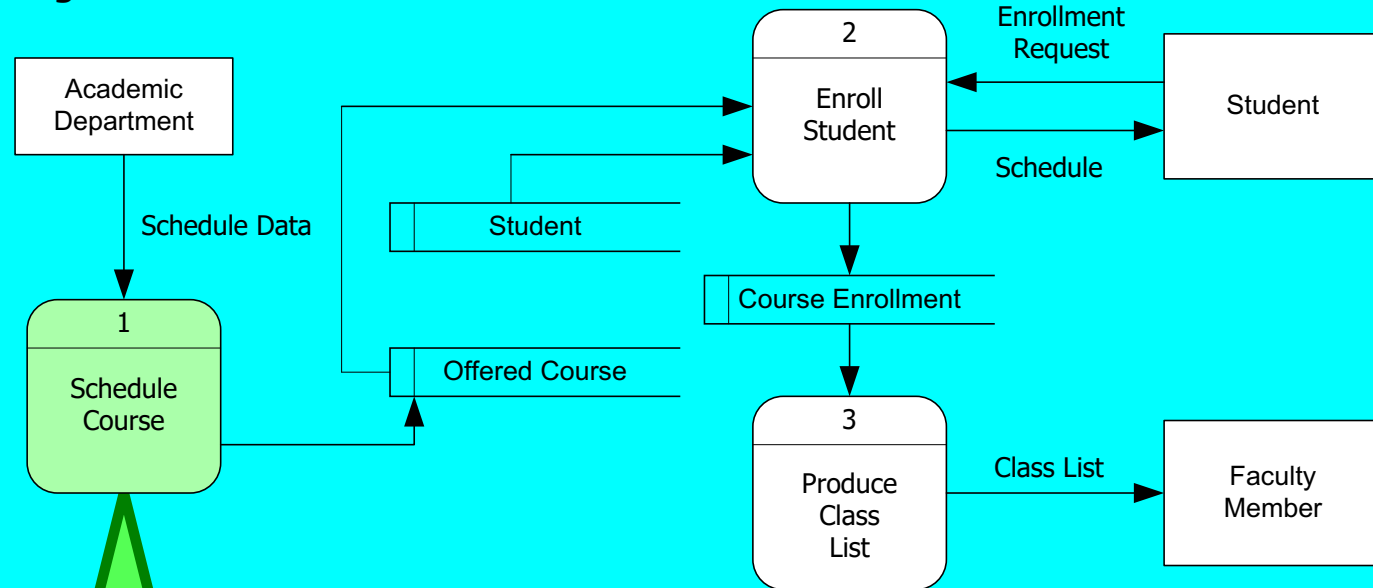 Academic
Department
Schedule Data
1
Schedule
Course
Student
Offered Course
2
Enroll
Student
Enrollment
Request
Schedule
Student
Course Enrollment
3
Produce
Class
List
Class List
Faculty
Member